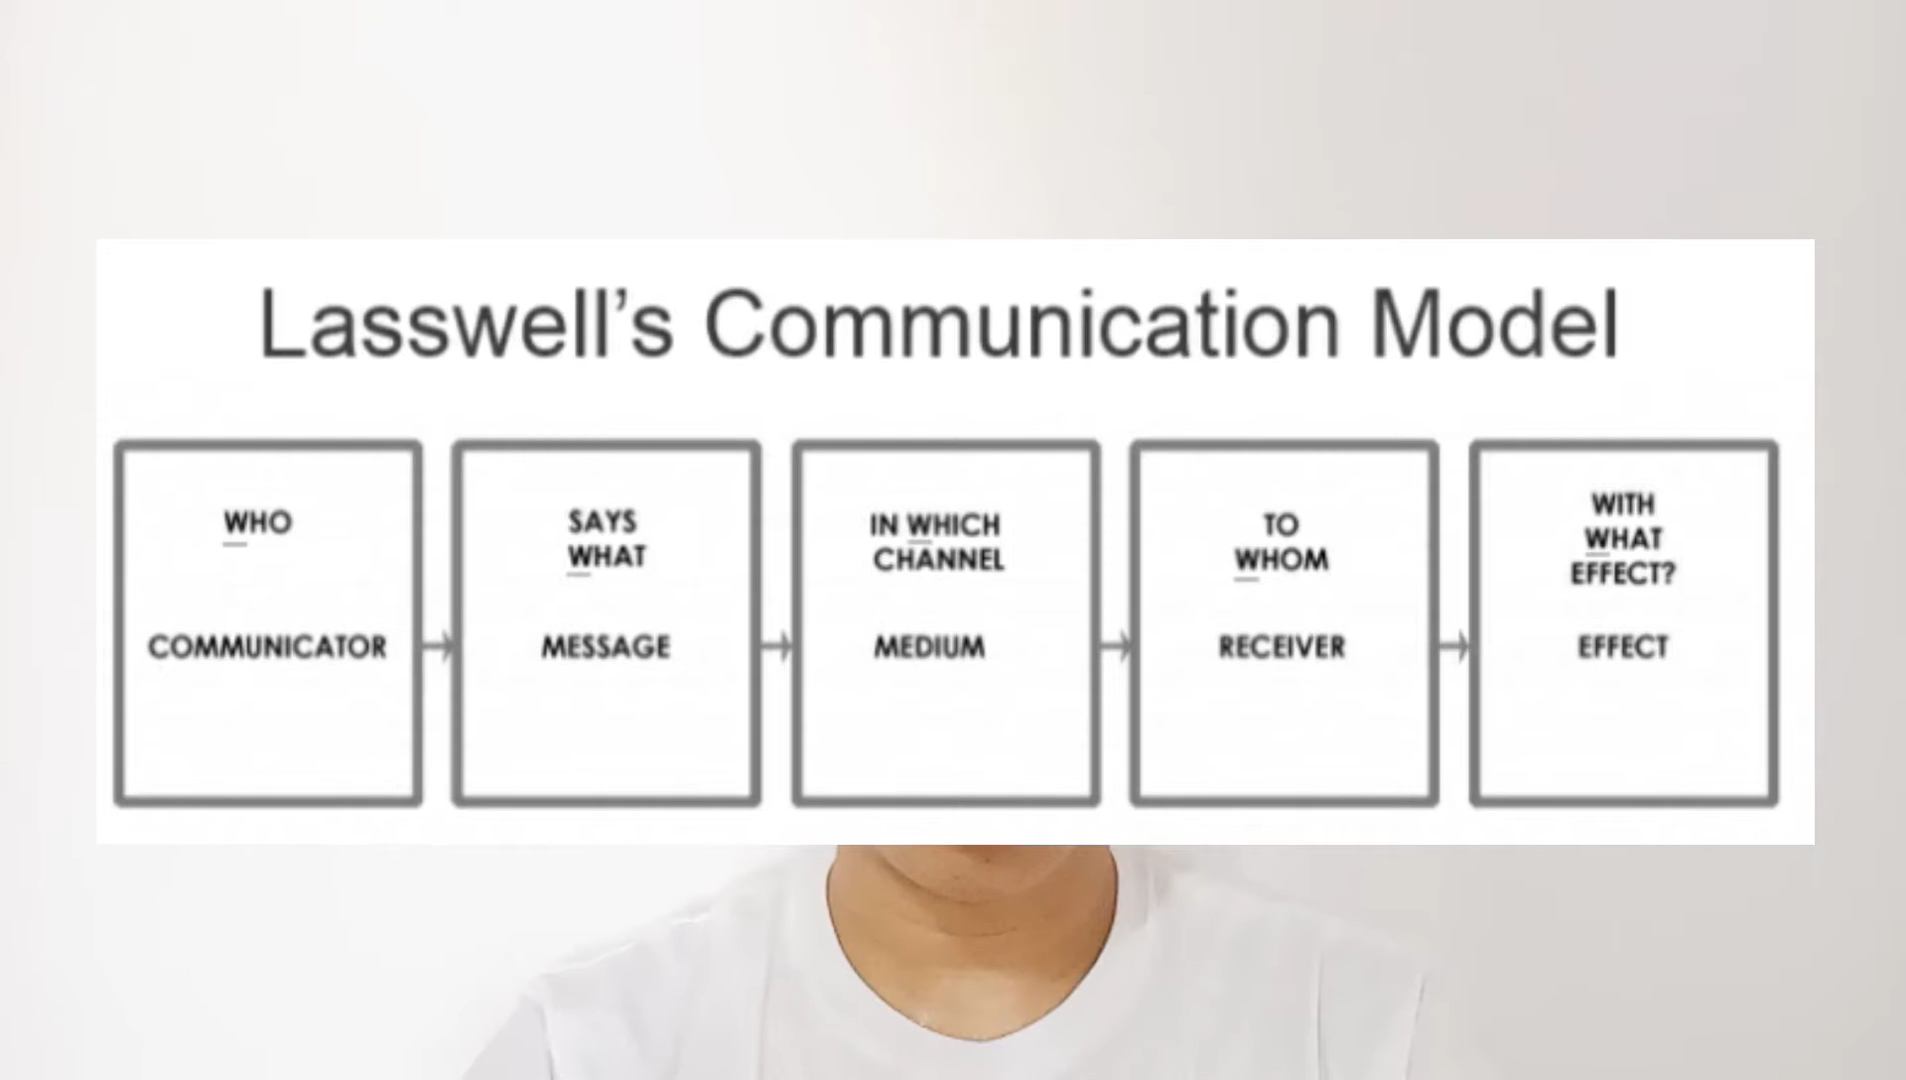 Lasswell’s Communication Model
WHO
COMMUNICATOR
SAYS
WHAT
MESSAGE
IN WHICH
CHANNEL
MEDIUM
TO
WHOM
RECEIVER
WITH
WHAT
EFFECT?
EFFECT